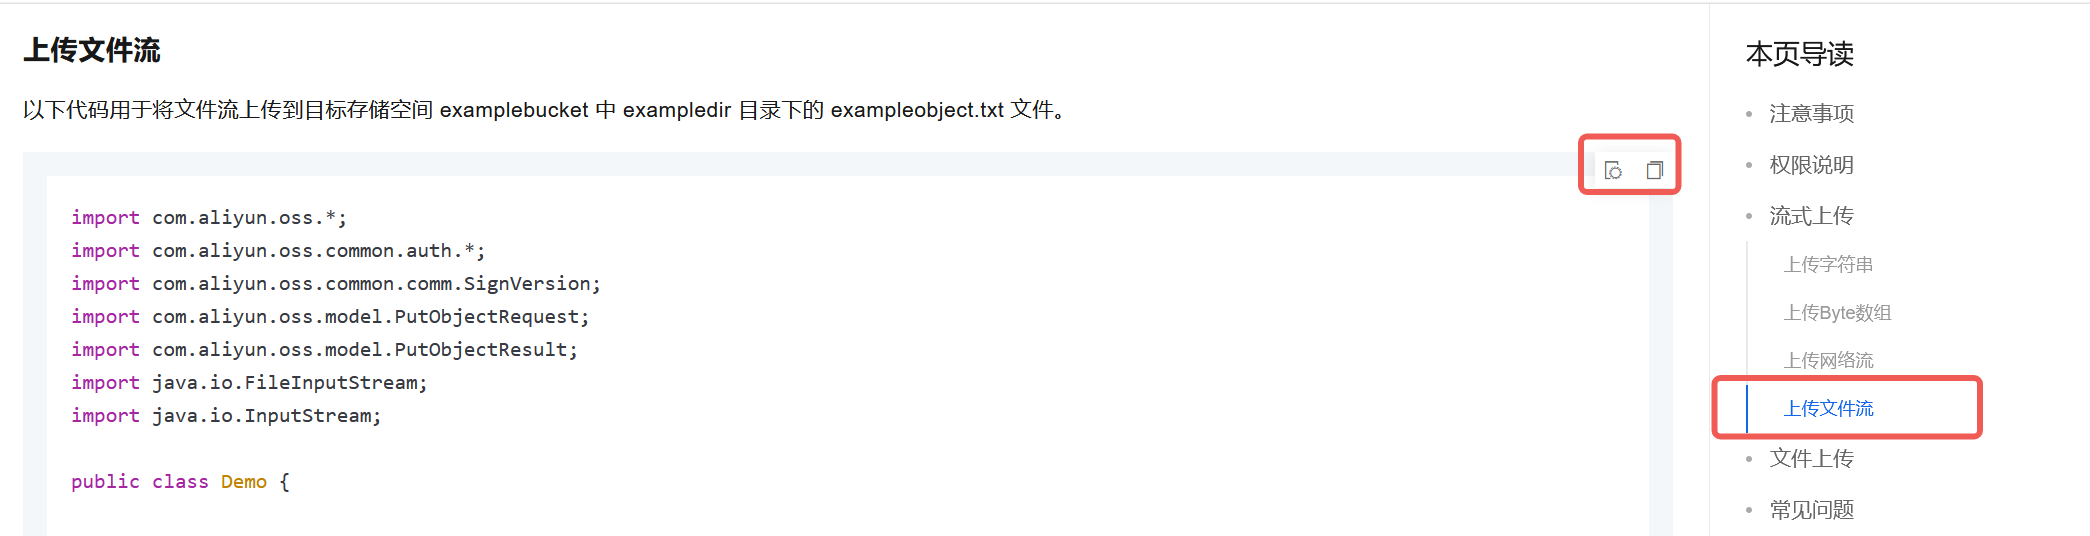 上传文件流
以下代码用于将文件流上传到目标存储空间 examplebucket 中 exampledir 目录下的 exampleobject.txt 文件。
import com.aliyun.oss.*;
import com.aliyun.oss.common.auth.*;
import com.aliyun.oss.common.comm.SignVersion;
import com.aliyun.oss.model.PutObjectRequest;
import com.aliyun.oss.model.PutObjectResult;
import java.io.FileInputStream;
import java.io.InputStream;
public class Demo {
本页导读
注意事项
权限说明
流式上传
上传字符串
上传Byte数组
上传网络流
上传文件流
文件上传
常见问题